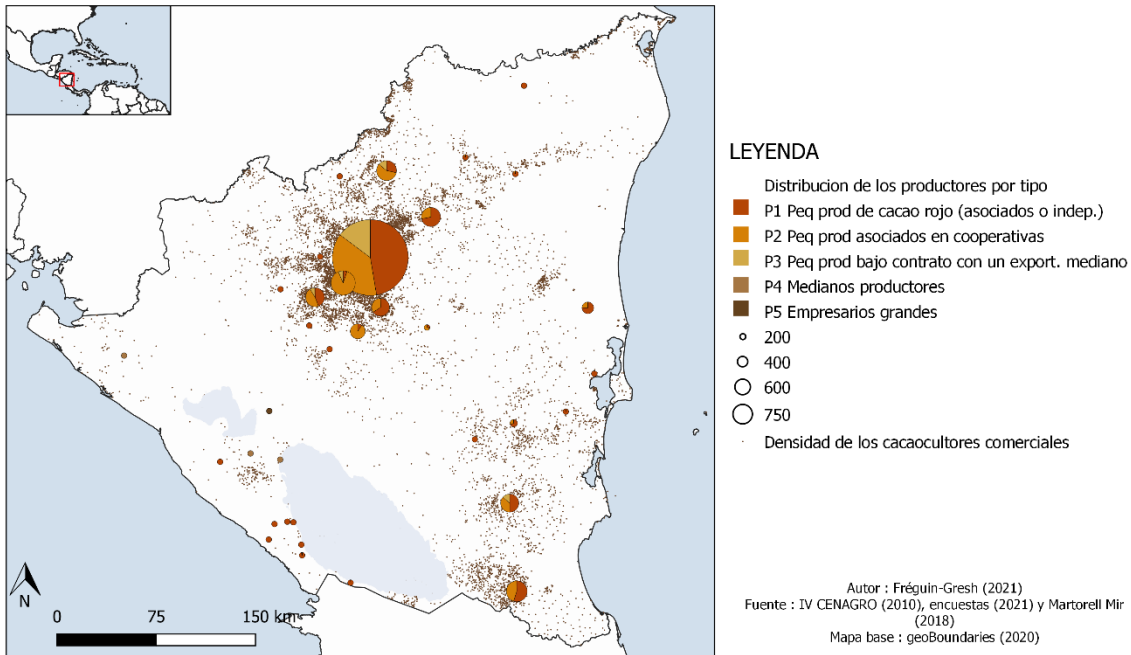 LEYENDA
Distribucion de los productores por tipo
P1 Peq prod de cacao rojo (asociados o indep.)
P2 Peq prod asociados en cooperativas
P3 Peq prod bajo contrato con un export. mediano
P4 Medianos productores
P5 Empresarios grandes
200
400
600
750
Densidad de los cacaocultores comerciales
N
0 75 150 km
Autor : Fréguin-Gresh (2021)
Fuente : IV CENAGRO (2010), encuestas (2021) y Martorell Mir
(2018)
Mapa base : geoBoundaries (2020)